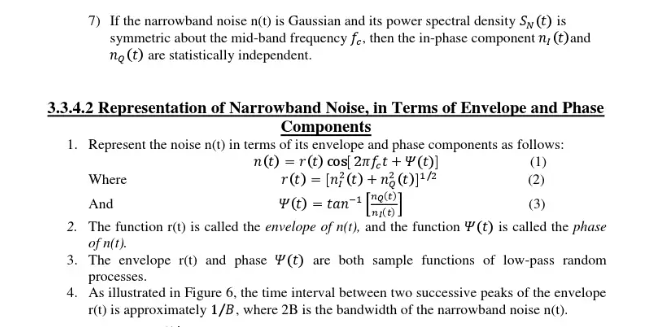 7) If the narrowband noise n(t) is Gaussian and its power spectral density S_N(t) is
symmetric about the mid-band frequency f_c, then the in-phase component n_I(t)and
n_Q(t) are statistically independent.
3.3.4.2 Representation of Narrowband Noise, in Terms of Envelope and Phase
Components
1. Represent the noise n(t) in terms of its envelope and phase components as follows:
n(t) = r(t) cos[ 2πf_ct + Ψ(t)] (1)
Where r(t) = [n_I^2(t) + n_Q^2(t)]^1/2 (2)
And Ψ(t) = tan^-1 [n_Q(t)/n_I(t)] (3)
2. The function r(t) is called the envelope of n(t), and the function Ψ(t) is called the phase
of n(t).
3. The envelope r(t) and phase Ψ(t) are both sample functions of low-pass random
processes.
4. As illustrated in Figure 6, the time interval between two successive peaks of the envelope
r(t) is approximately 1/B, where 2B is the bandwidth of the narrowband noise n(t).